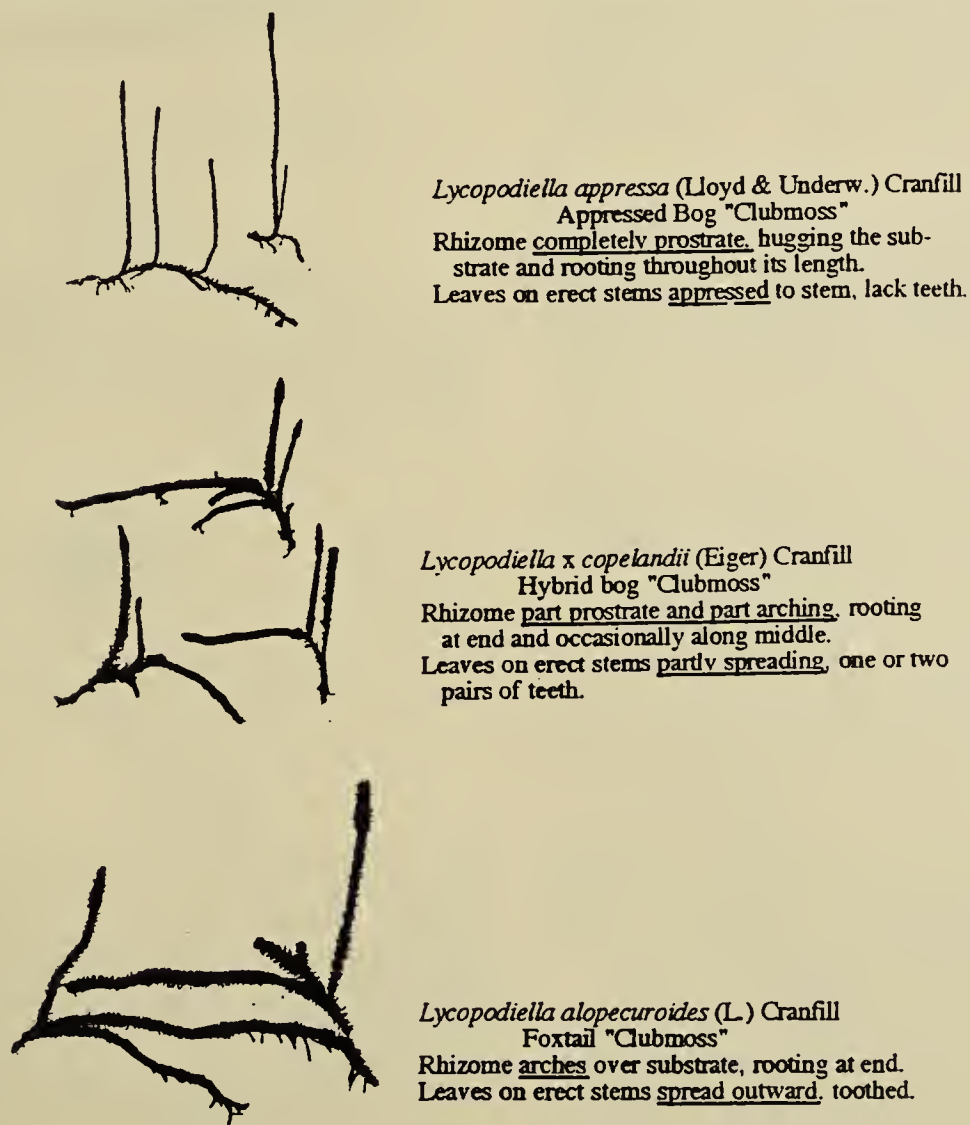 Lycopodiella appressa (Lloyd & Underw.) Cranfill
Appressed Bog "Clubmoss"
Rhizome completely prostrate, hugging the sub-
strate and rooting throughout its length.
Leaves on erect stems appressed to stem, lack teeth.
Lycopodiella x copelandii (Eiger) Cranfill
Hybrid bog "Clubmoss"
Rhizome part prostrate and part arching, rooting
at end and occasionally along middle.
Leaves on erect stems partly spreading, one or two
pairs of teeth.
Lycopodiella alopecuroides (L.) Cranfill
Foxtail "Clubmoss"
Rhizome arches over substrate, rooting at end.
Leaves on erect stems spread outward, toothed.